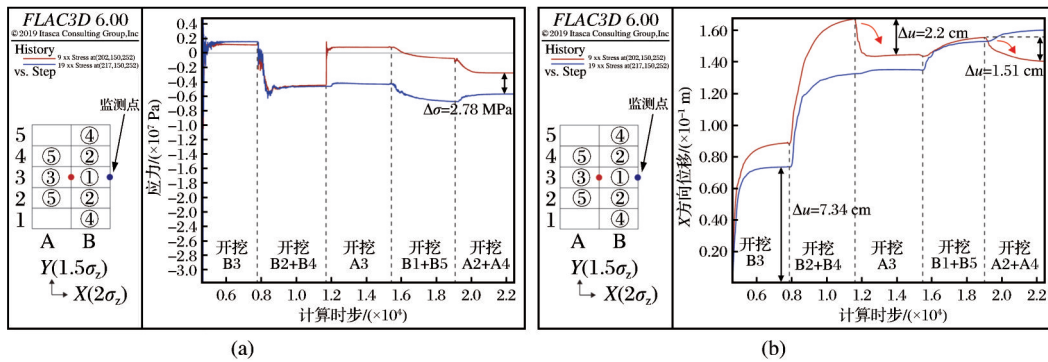 FLAC3D 6.00
©2019 Itasca Consulting Group,Inc
History
9 xx Stress at(202,150,252)
19 xx Stress at(217,150,252)
vs. Step
监测点
5 ④
4 ⑤ ②
3 ③ ①
2 ⑤ ②
1 ④
A B
Y(1.5σz)
X(2σz)
应力/(×10⁷ Pa)
+0.4
+0.2
0
-0.2
-0.4
-0.6
-0.8
-1.0
-1.2
-1.4
-1.6
-1.8
-2.0
-2.2
-2.4
-2.6
-2.8
-3.0
Δσ=2.78 MPa
开挖 B3
开挖 B2+B4
开挖 A3
开挖 B1+B5
开挖 A2+A4
0.6 0.8 1.0 1.2 1.4 1.6 1.8 2.0 2.2
计算时步/(×10⁴)
(a)
FLAC3D 6.00
©2019 Itasca Consulting Group,Inc
History
9 xx Stress at(202,150,252)
19 xx Stress at(217,150,252)
vs. Step
监测点
5 ④
4 ⑤ ②
3 ③ ①
2 ⑤ ②
1 ④
A B
Y(1.5σz)
X(2σz)
X方向位移/(×10⁻¹ m)
1.60
1.40
1.20
1.00
0.80
0.60
0.40
0.20
Δu=2.2 cm
Δu=1.51 cm
Δu=7.34 cm
开挖 B3
开挖 B2+B4
开挖 A3
开挖 B1+B5
开挖 A2+A4
0.6 0.8 1.0 1.2 1.4 1.6 1.8 2.0 2.2
计算时步/(×10⁴)
(b)